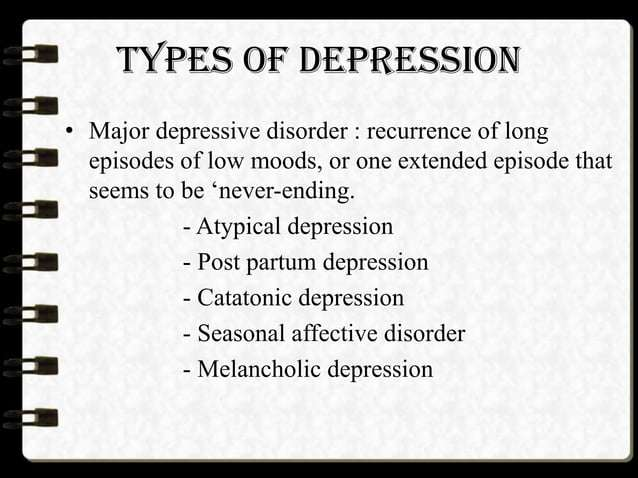 TYPES OF DEPRESSION
• Major depressive disorder : recurrence of long
episodes of low moods, or one extended episode that
seems to be ‘never-ending.
- Atypical depression
- Post partum depression
- Catatonic depression
- Seasonal affective disorder
- Melancholic depression